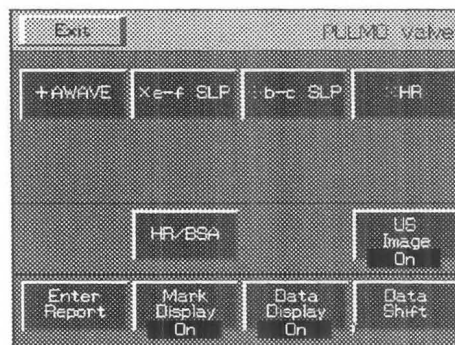 Exit
PULMO valve
+AWAVE
×e-f SLP
b-c SLP
HR
HR/BSA
US
Image
On
Enter
Report
Mark
Display
On
Data
Display
On
Data
Shift